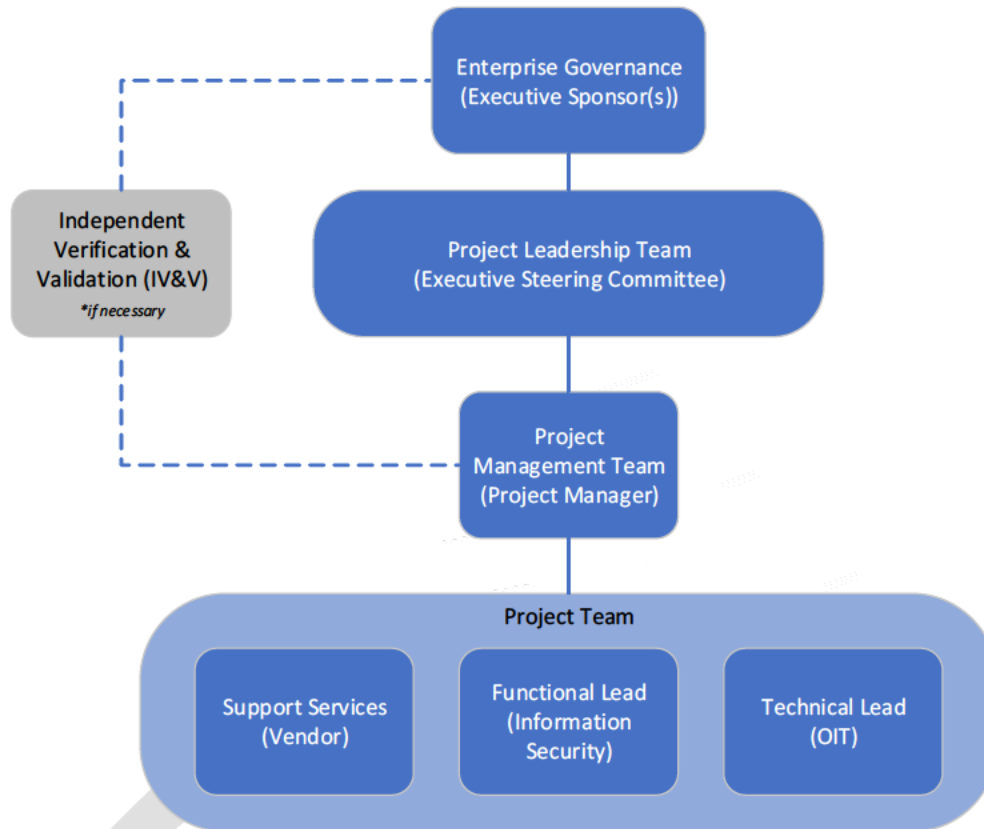 Enterprise Governance
(Executive Sponsor(s))
Independent
Verification &
Validation (IV&V)
*if necessary
Project Leadership Team
(Executive Steering Committee)
Project
Management Team
(Project Manager)
Project Team
Support Services
(Vendor)
Functional Lead
(Information
Security)
Technical Lead
(OIT)